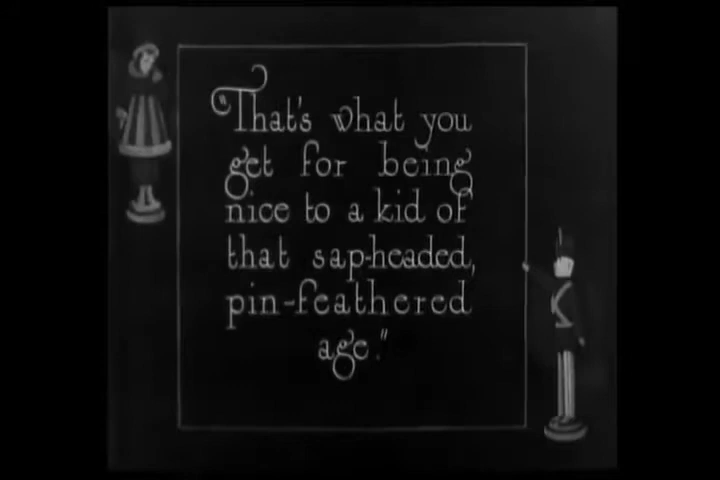 "That's what you
get for being
nice to a kid of
that sap-headed,
pin-feathered
age."